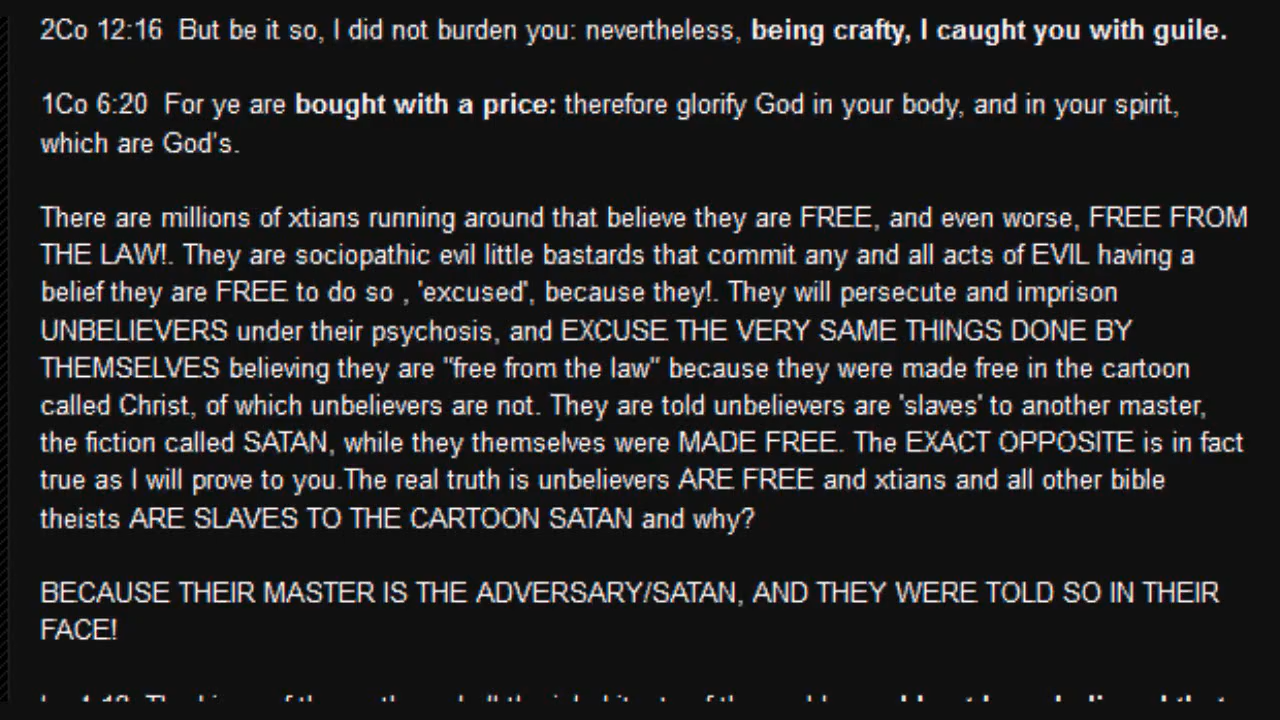 2Co 12:16 But be it so, I did not burden you: nevertheless, being crafty, I caught you with guile.
1Co 6:20 For ye are bought with a price: therefore glorify God in your body, and in your spirit,
which are God's.
There are millions of xtians running around that believe they are FREE, and even worse, FREE FROM
THE LAW!. They are sociopathic evil little bastards that commit any and all acts of EVIL having a
belief they are FREE to do so , 'excused', because they!. They will persecute and imprison
UNBELIEVERS under their psychosis, and EXCUSE THE VERY SAME THINGS DONE BY
THEMSELVES believing they are "free from the law" because they were made free in the cartoon
called Christ, of which unbelievers are not. They are told unbelievers are 'slaves' to another master,
the fiction called SATAN, while they themselves were MADE FREE. The EXACT OPPOSITE is in fact
true as I will prove to you.The real truth is unbelievers ARE FREE and xtians and all other bible
theists ARE SLAVES TO THE CARTOON SATAN and why?
BECAUSE THEIR MASTER IS THE ADVERSARY/SATAN, AND THEY WERE TOLD SO IN THEIR
FACE!